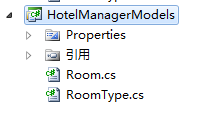 HotelManagerModels
Properties
引用
Room.cs
RoomType.cs